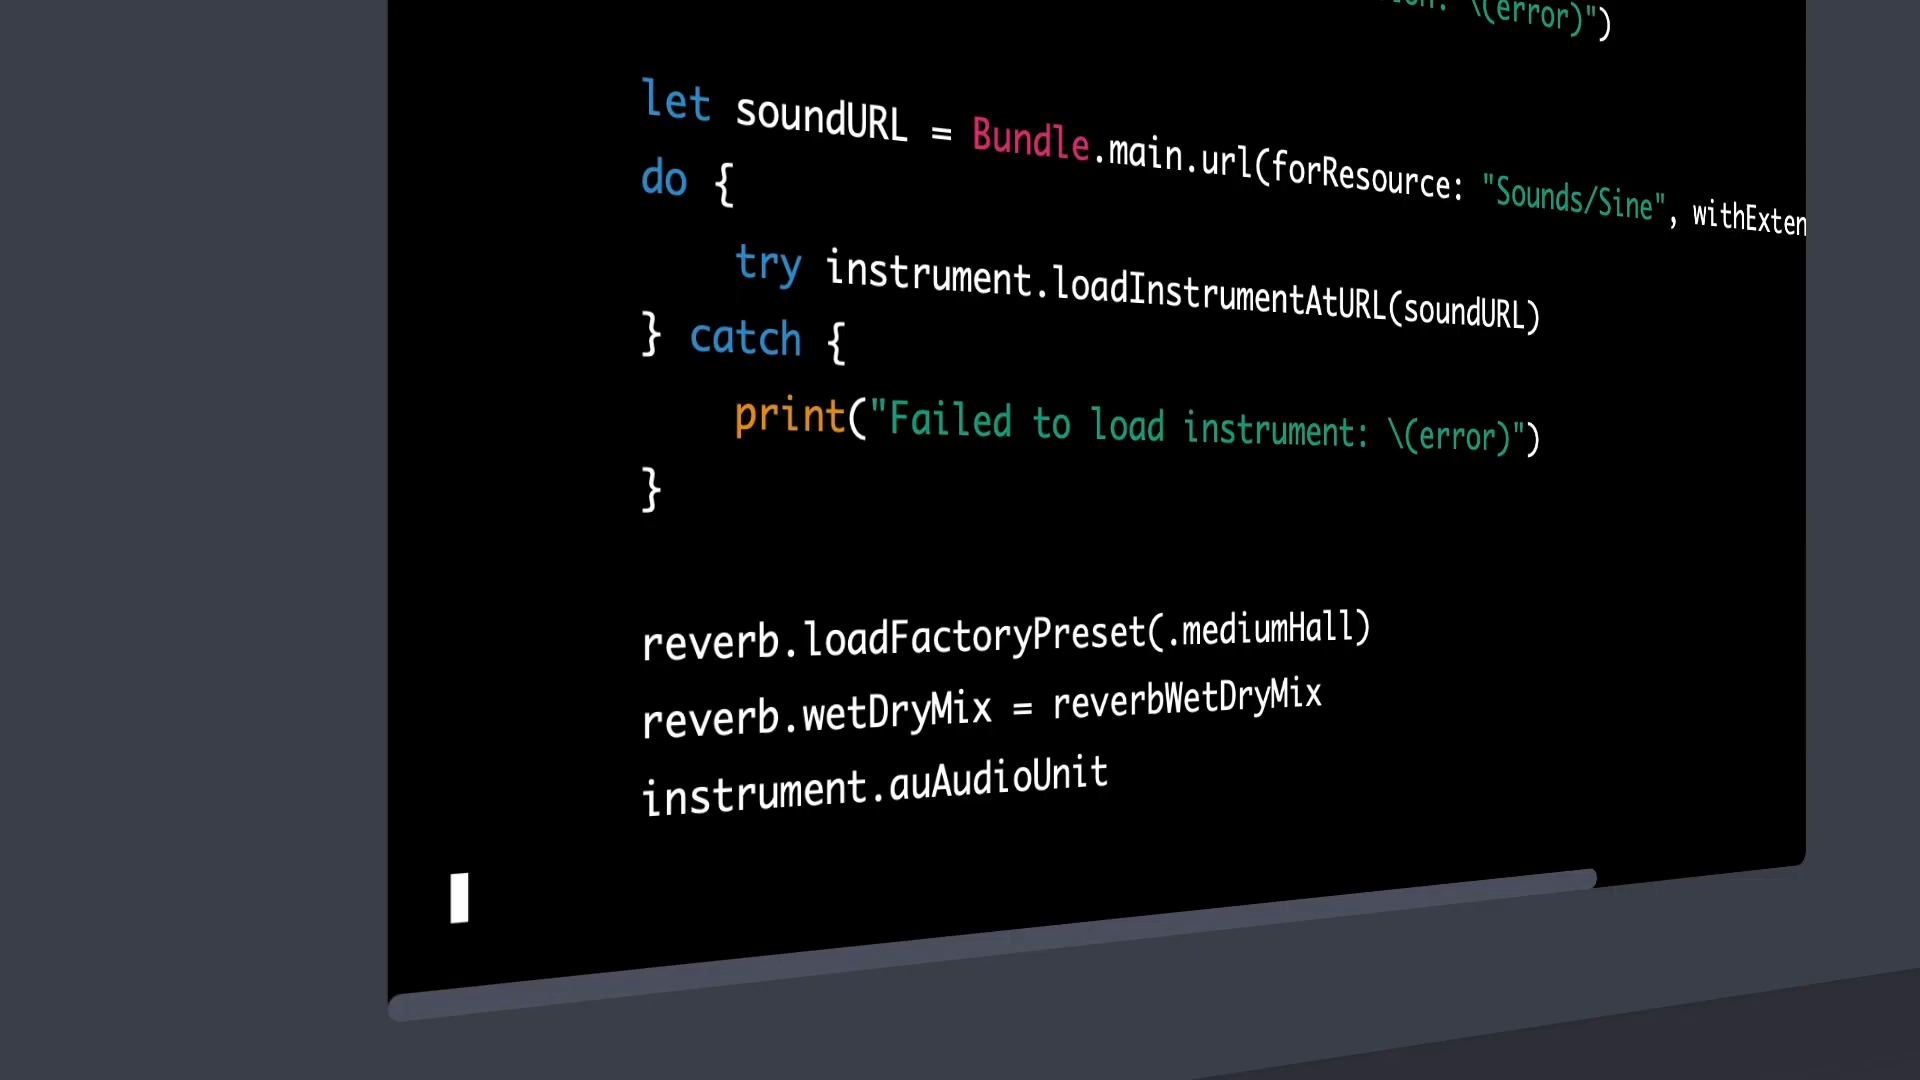 \(error)")
let soundURL = Bundle.main.url(forResource: "Sounds/Sine", withExten
do {
try instrument.loadInstrumentAtURL(soundURL)
} catch {
print("Failed to load instrument: \(error)")
}
reverb.loadFactoryPreset(.mediumHall)
reverb.wetDryMix = reverbWetDryMix
instrument.auAudioUnit